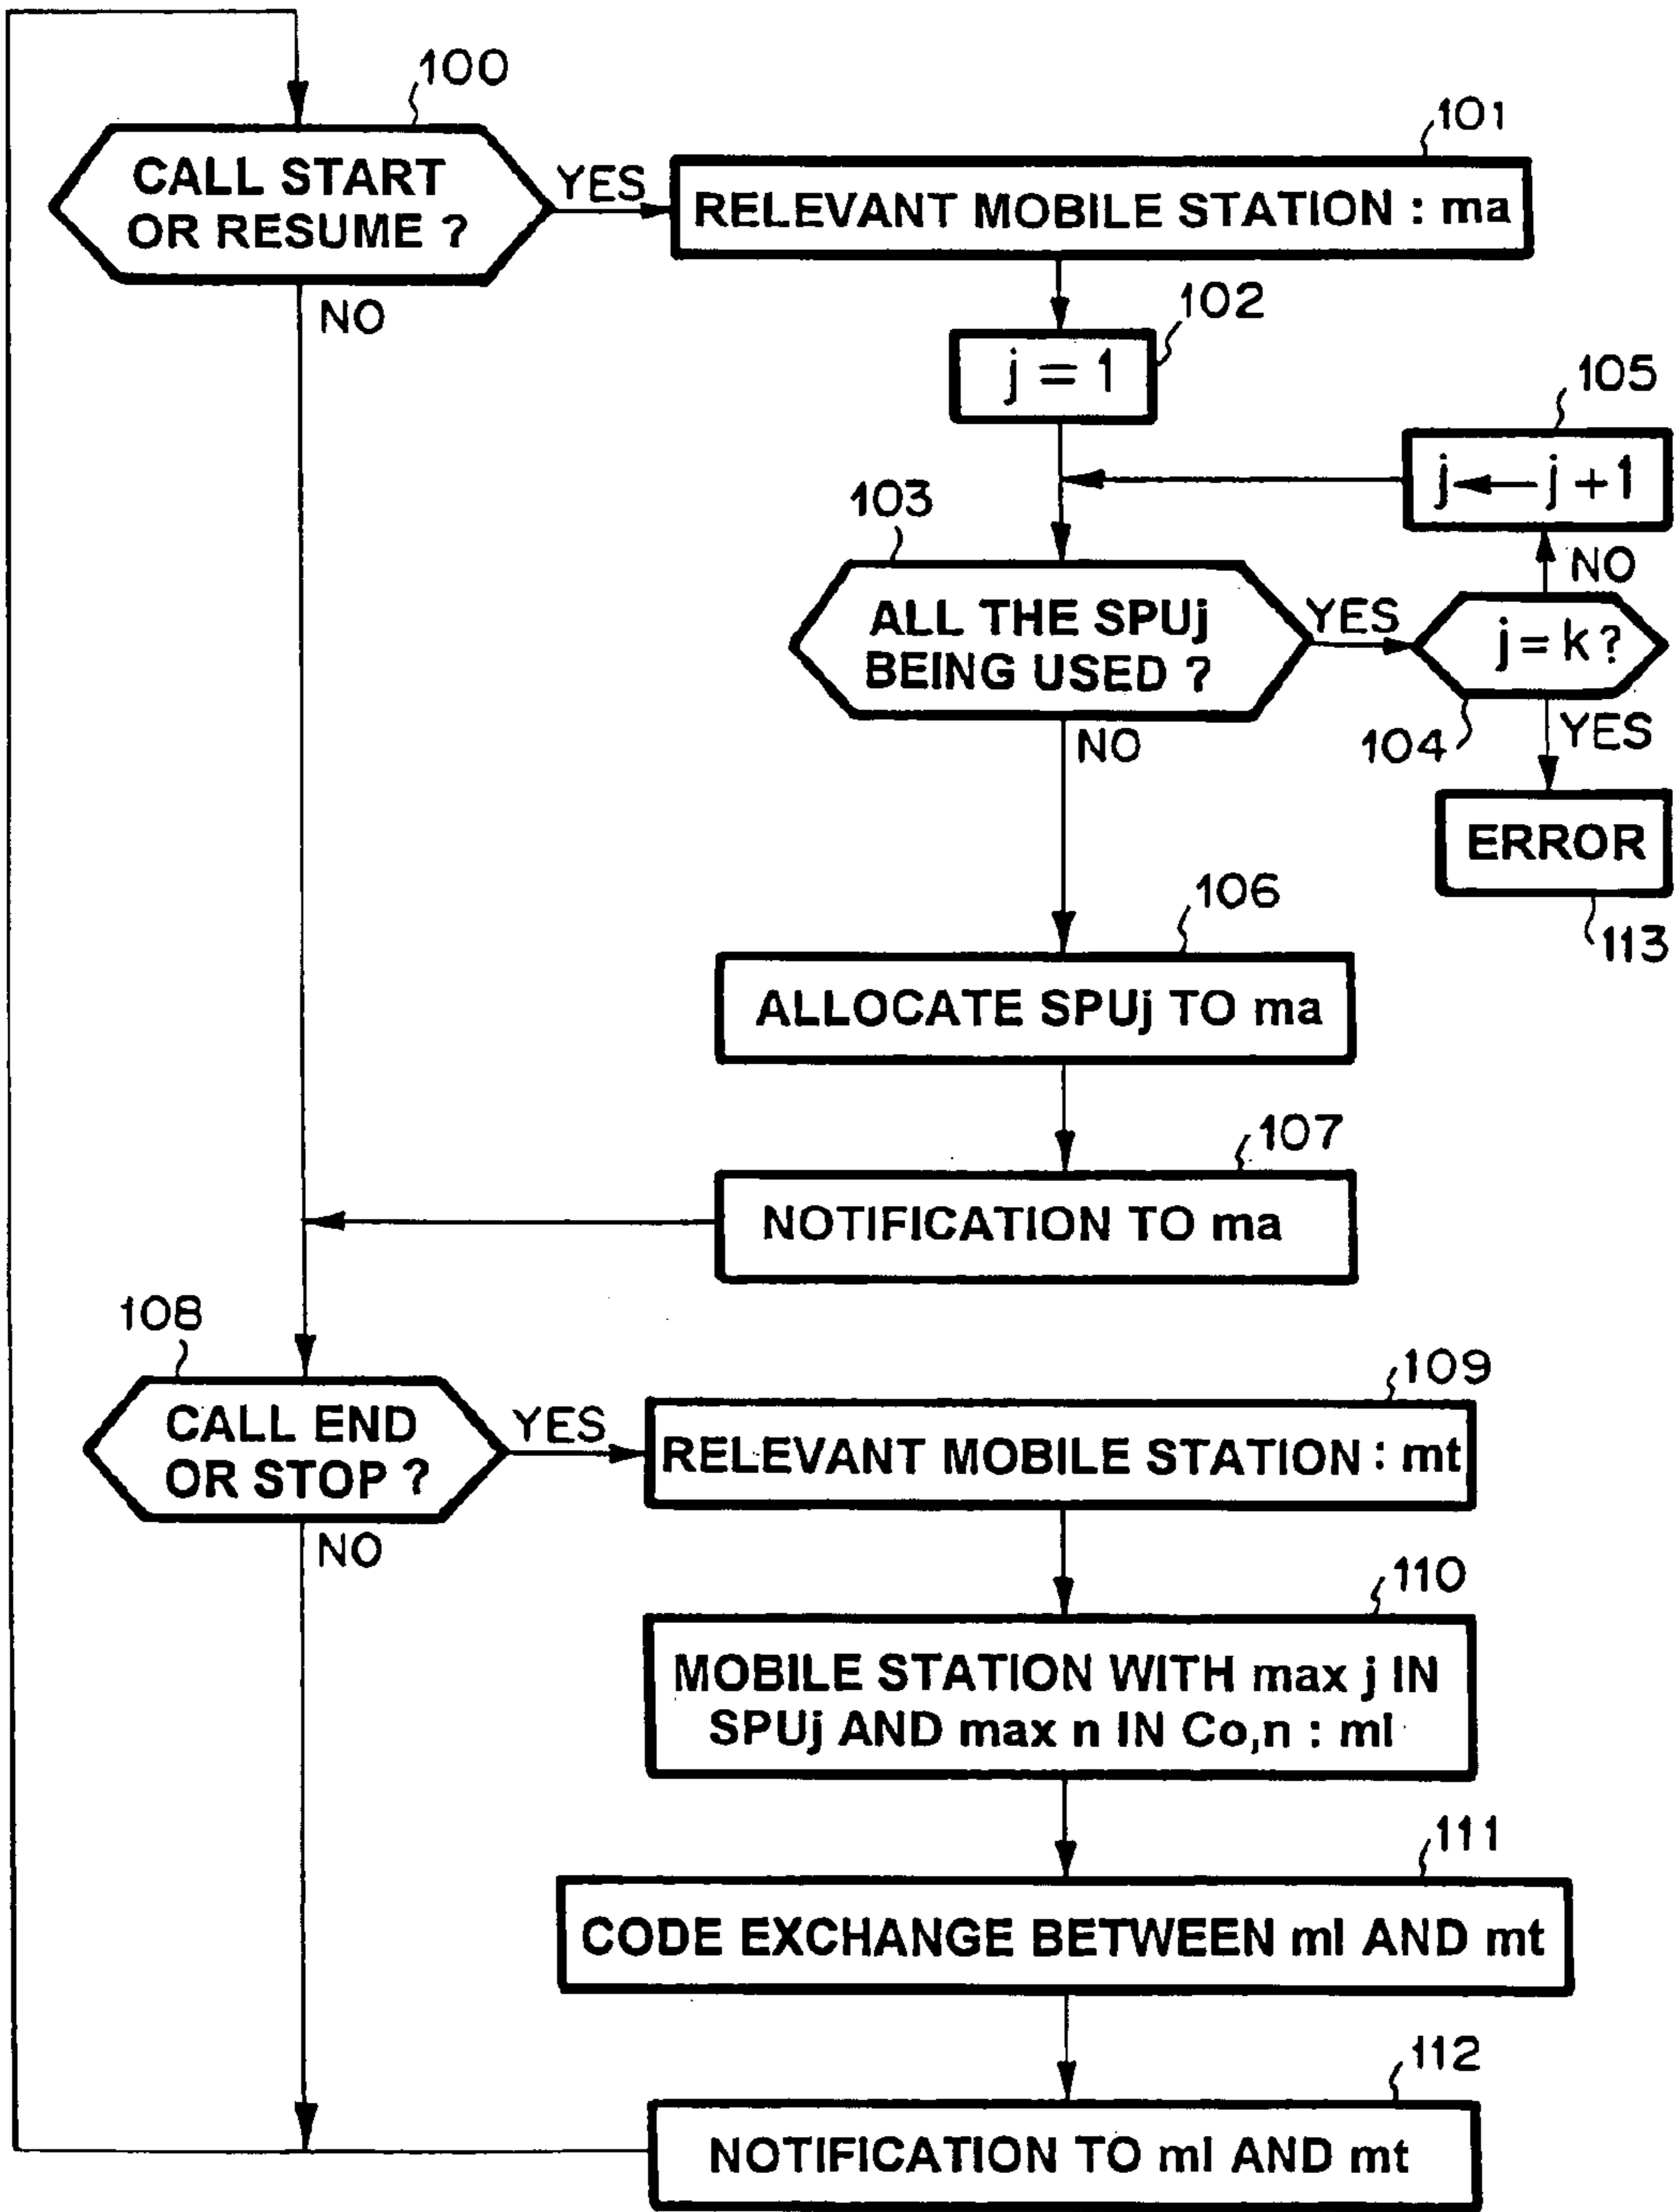 100
CALL START
OR RESUME ?
YES
NO
101
RELEVANT MOBILE STATION : ma
102
j = 1
105
j ← j + 1
NO
103
ALL THE SPUj
BEING USED ?
YES
NO
j = k ?
104
YES
ERROR
113
106
ALLOCATE SPUj TO ma
107
NOTIFICATION TO ma
108
CALL END
OR STOP ?
YES
NO
109
RELEVANT MOBILE STATION : mt
110
MOBILE STATION WITH max j IN
SPUj AND max n IN Co,n : ml
111
CODE EXCHANGE BETWEEN ml AND mt
112
NOTIFICATION TO ml AND mt